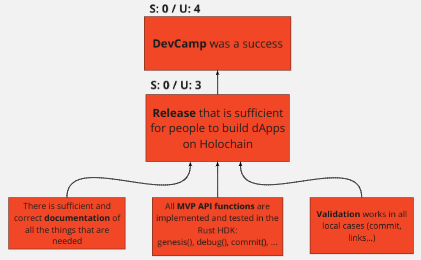 S: 0 / U: 4
DevCamp was a success
S: 0 / U: 3
Release that is sufficient
for people to build dApps
on Holochain
There is sufficient and
correct documentation of
all the things that are
needed
All MVP API functions are
implemented and tested in the
Rust HDK:
genesis(), debug(), commit(), ...
Validation works in all
local cases (commit,
links,..)